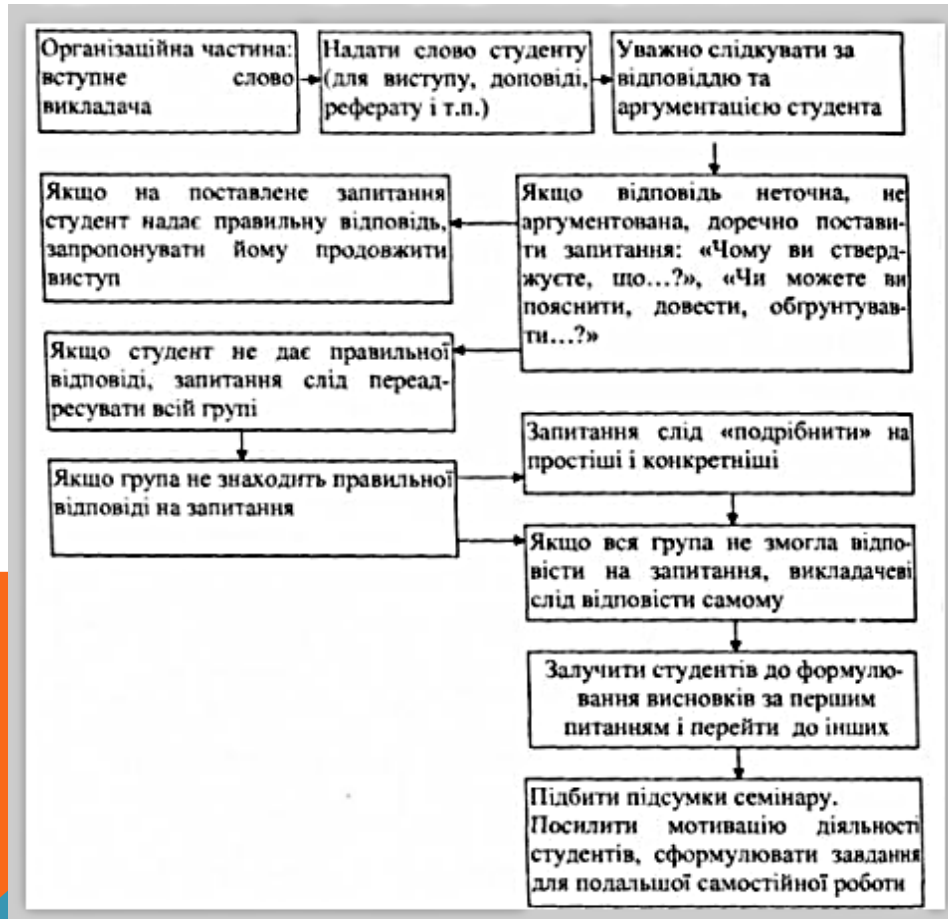 Організаційна частина:
вступне слово
викладача
Надати слово студенту
(для виступу, доповіді,
реферату і т.п.)
Уважно слідкувати за
відповіддю та
аргументацією студента
Якщо на поставлене запитання
студент надає правильну відповідь,
запропонувати йому продовжити
виступ
Якщо відповідь неточна, не
аргументована, доречно постави-
ти запитання: «Чому ви стверд-
жуєте, що...?», «Чи можете ви
пояснити, довести, обґрунтував-
ти...?»
Якщо студент не дає правильної
відповіді, запитання слід переад-
ресувати всій групі
Запитання слід «подрібнити» на
простіші і конкретніші
Якщо група не знаходить правильної
відповіді на запитання
Якщо вся група не змогла відпо-
вісти на запитання, викладачеві
слід відповісти самому
Залучити студентів до формулю-
вання висновків за першим
питанням і перейти до інших
Підбити підсумки семінару.
Посилити мотивацію діяльності
студентів, сформулювати завдання
для подальшої самостійної роботи